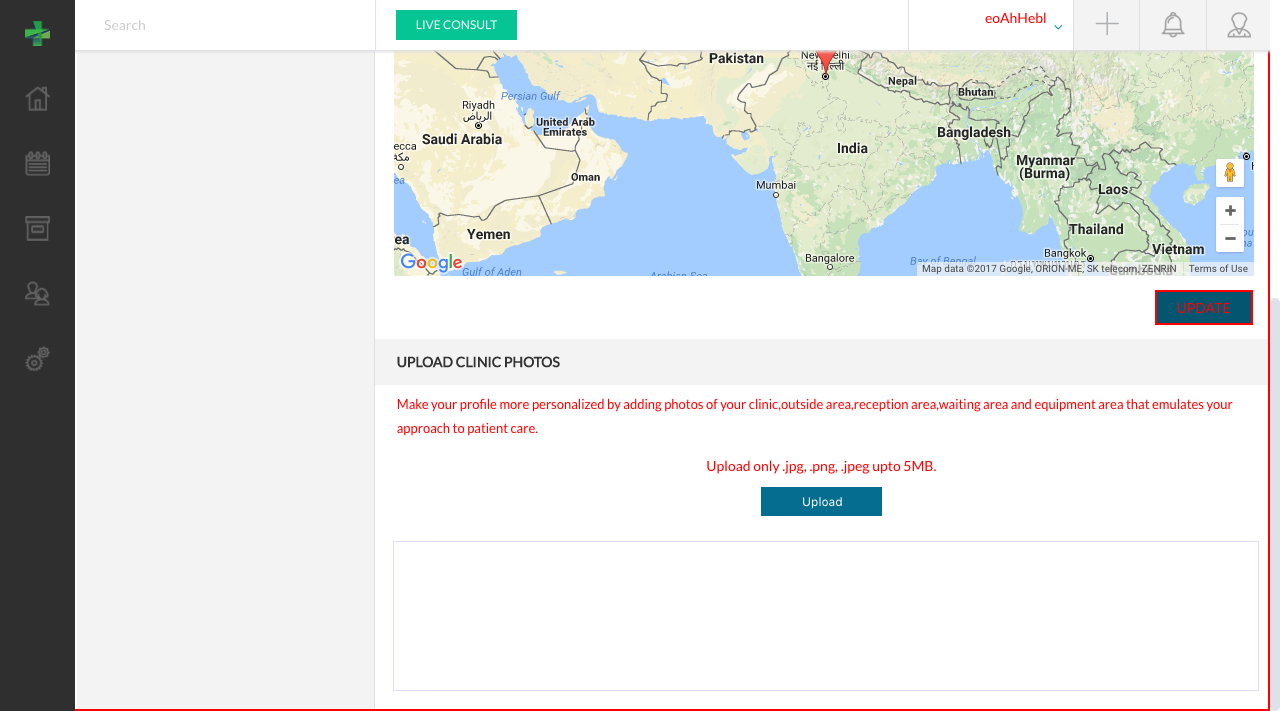 Search
LIVE CONSULT
eoAhHebl
Pakistan
New Delhi
नई दिल्ली
Nepal
Bhutan
Persian Gulf
Riyadh
الرياض
United Arab
Emirates
Saudi Arabia
Bangladesh
India
ecca
مكة
Myanmar
(Burma)
Oman
ea
Mumbai
Laos
Yemen
Thailand
ea
Vietnam
Bangkok
Bangalore
Bay of Bengal
Google
Gulf of Aden
Arabian Sea
Cambodia
Map data ©2017 Google, ORION-ME, SK telecom, ZENRIN
Terms of Use
UPDATE
UPLOAD CLINIC PHOTOS
Make your profile more personalized by adding photos of your clinic,outside area,reception area,waiting area and equipment area that emulates your
approach to patient care.
Upload only .jpg, .png, .jpeg upto 5MB.
Upload